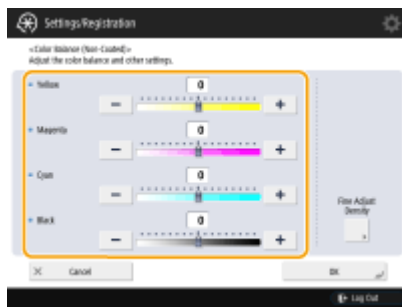 Settings/Registration
<Color Balance (Non-Coated)>
Adjust the color balance and other settings.
Yellow
0
− +
Magenta
0
− +
Cyan
0
− +
Black
0
− +
Fine Adjust
Density
× Cancel
OK
Log Out